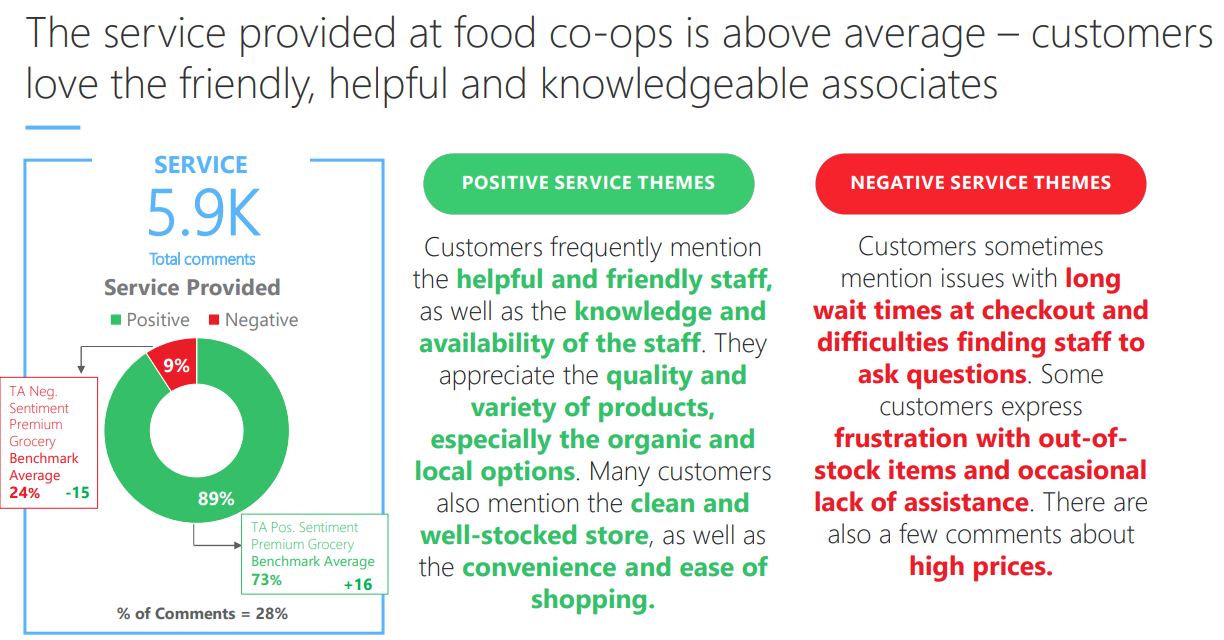 The service provided at food co-ops is above average – customers
love the friendly, helpful and knowledgeable associates
SERVICE
5.9K
Total comments
Service Provided
Positive Negative
9%
89%
TA Neg.
Sentiment
Premium
Grocery
Benchmark
Average
24% -15
TA Pos. Sentiment
Premium Grocery
Benchmark Average
73% +16
% of Comments = 28%
POSITIVE SERVICE THEMES
Customers frequently mention
the helpful and friendly staff,
as well as the knowledge and
availability of the staff. They
appreciate the quality and
variety of products,
especially the organic and
local options. Many customers
also mention the clean and
well-stocked store, as well as
the convenience and ease of
shopping.
NEGATIVE SERVICE THEMES
Customers sometimes
mention issues with long
wait times at checkout and
difficulties finding staff to
ask questions. Some
customers express
frustration with out-of-
stock items and occasional
lack of assistance. There are
also a few comments about
high prices.